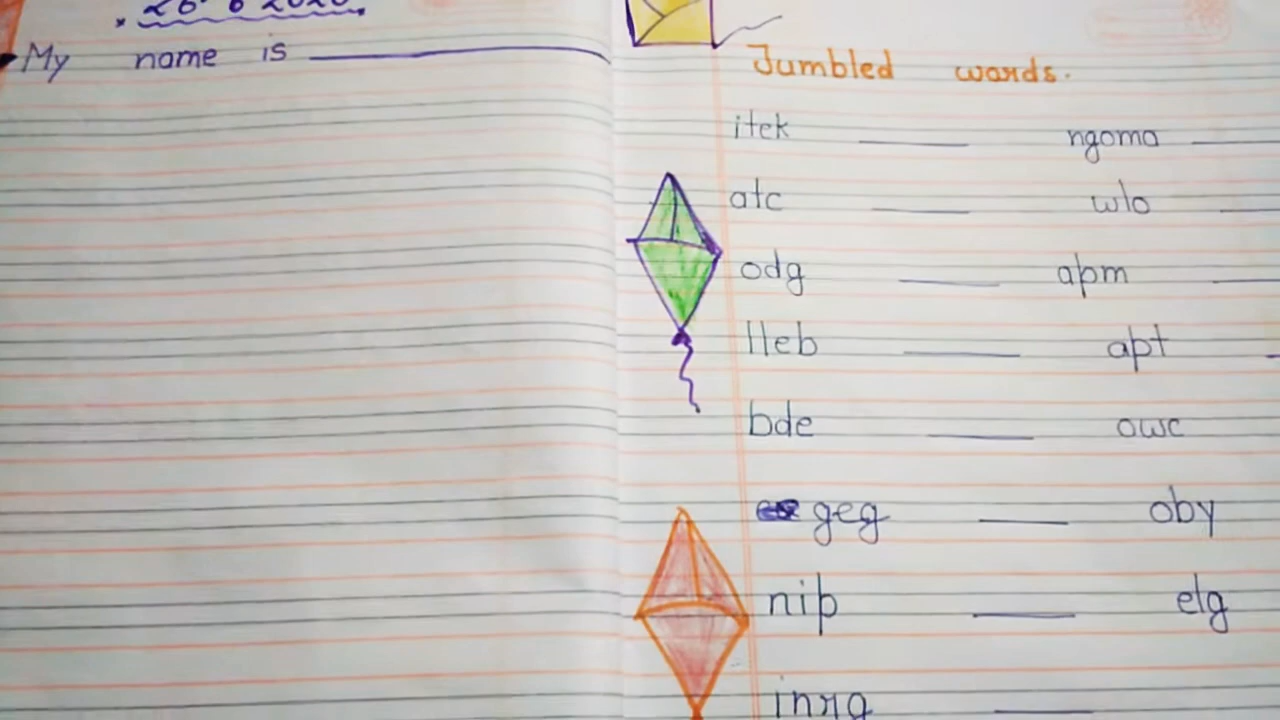 My name is
Jumbled words.
itek ngoma
atc wlo
odg apm
lleb apt
bde owc
geg oby
nip elg
inrg